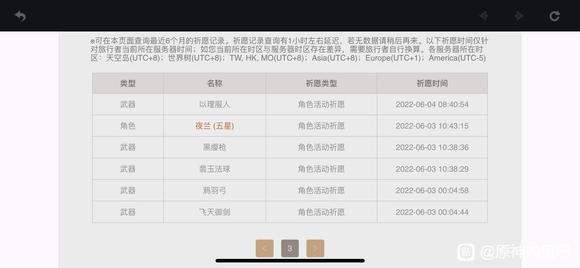 ※可在本页面查询最近6个月的祈愿记录。祈愿记录查询有1小时左右延迟，若无数据请稍后再来。以下祈愿时间仅针
对旅行者当前所在服务器时间；如您当前所在时区与服务器时区存在差异，需要旅行者自行换算。各服务器所在时
区：天空岛(UTC+8)；世界树(UTC+8)；TW, HK, MO(UTC+8)；Asia(UTC+8)；Europe(UTC+1)；America(UTC-5)
类型 名称 祈愿类型 祈愿时间
武器 以理服人 角色活动祈愿 2022-06-04 08:40:54
角色 夜兰 (五星) 角色活动祈愿 2022-06-03 10:43:15
武器 黑缨枪 角色活动祈愿 2022-06-03 10:38:36
武器 翡玉法球 角色活动祈愿 2022-06-03 10:38:29
武器 鸦羽弓 角色活动祈愿 2022-06-03 00:04:58
武器 飞天御剑 角色活动祈愿 2022-06-03 00:04:44
< 3 >
@原神